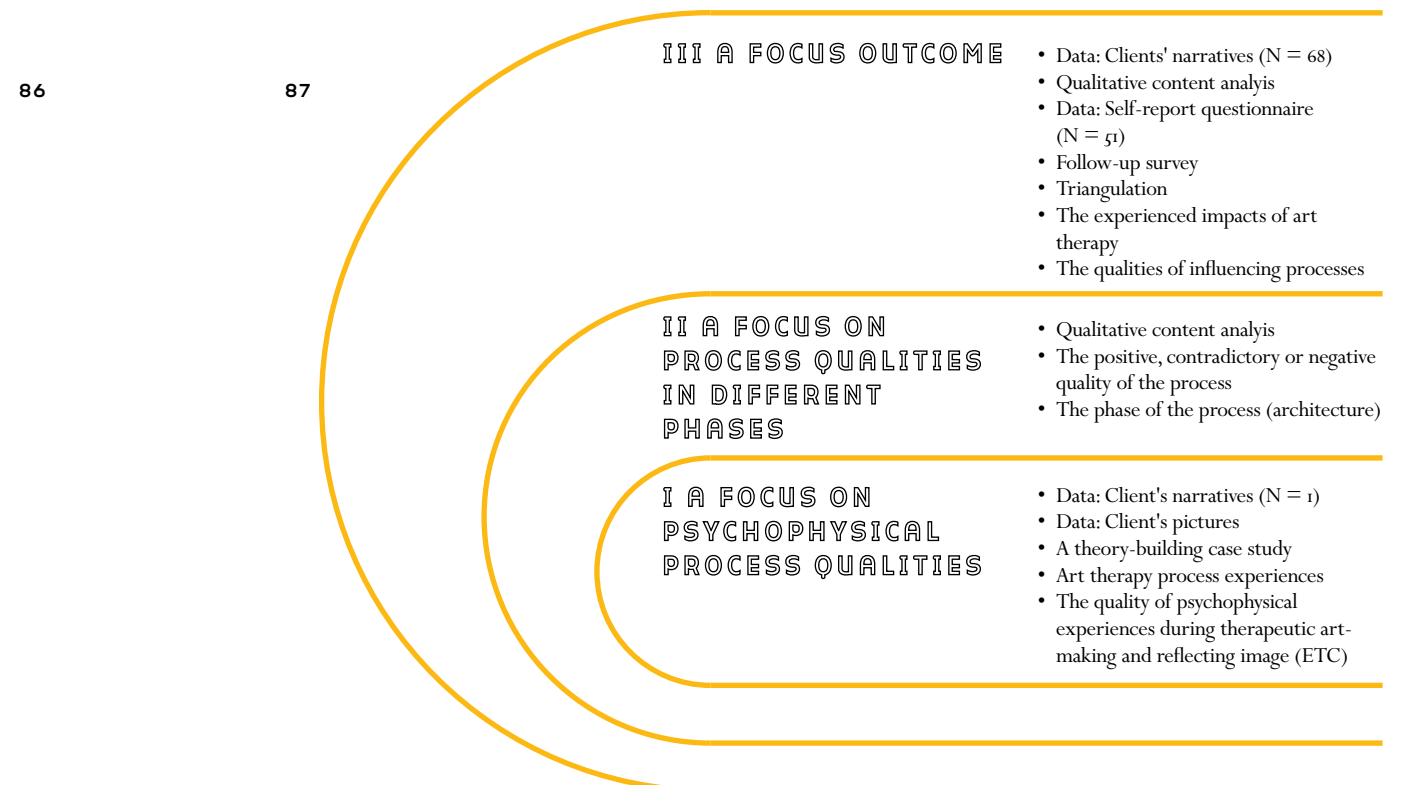 86
87
III A FOCUS OUTCOME
• Data: Clients' narratives (N = 68)
• Qualitative content analyis
• Data: Self-report questionnaire
(N = 51)
• Follow-up survey
• Triangulation
• The experienced impacts of art
therapy
• The qualities of influencing processes
II A FOCUS ON
PROCESS QUALITIES
IN DIFFERENT
PHASES
• Qualitative content analyis
• The positive, contradictory or negative
quality of the process
• The phase of the process (architecture)
I A FOCUS ON
PSYCHOPHYSICAL
PROCESS QUALITIES
• Data: Client's narratives (N = 1)
• Data: Client's pictures
• A theory-building case study
• Art therapy process experiences
• The quality of psychophysical
experiences during therapeutic art-
making and reflecting image (ETC)